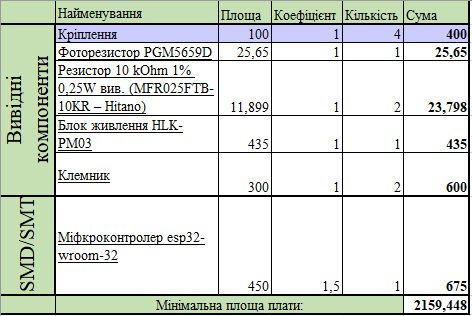 Найменування Площа Коефіцієнт Кількість Сума
Вивідні компоненти
Кріплення 100 1 4 400
Фоторезистор PGM5659D 25,65 1 1 25,65
Резистор 10 kOhm 1%
0,25W вив. (MFR025FTB-
10KR – Hitano) 11,899 1 2 23,798
Блок живлення HLK-
PM03 435 1 1 435
Клемник 300 1 2 600
SMD/SMT
Міфкроконтролер esp32-
wroom-32 450 1,5 1 675
Мінімальна площа плати: 2159,448